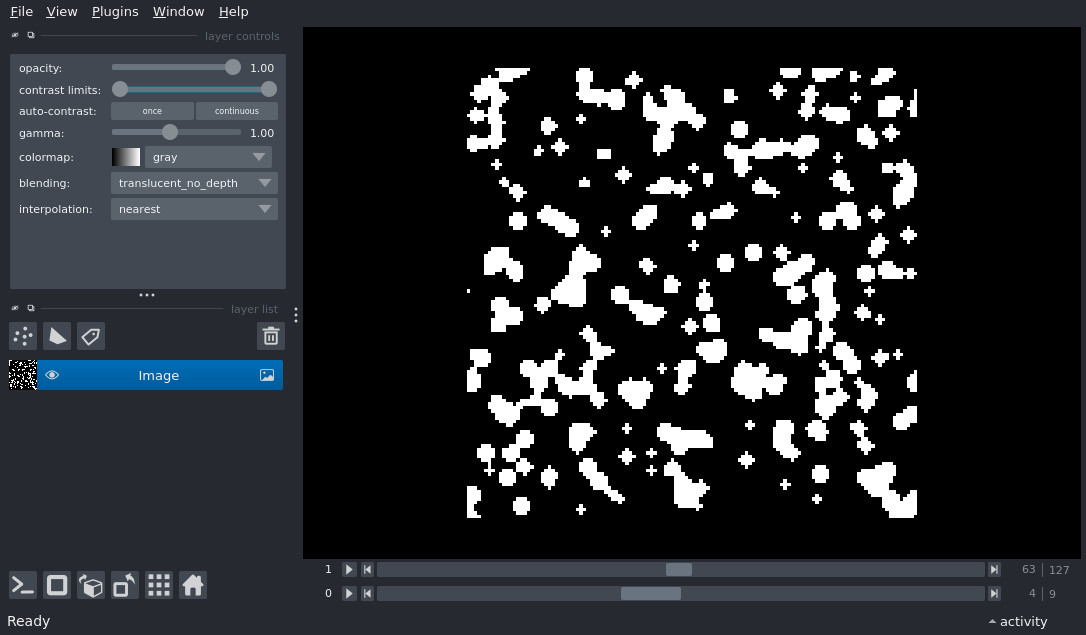 File View Plugins Window Help
layer controls
opacity: 1.00
contrast limits:
auto-contrast: once continuous
gamma: 1.00
colormap: gray
blending: translucent_no_depth
interpolation: nearest
layer list
Image
1 63 127
0 4 9
Ready activity